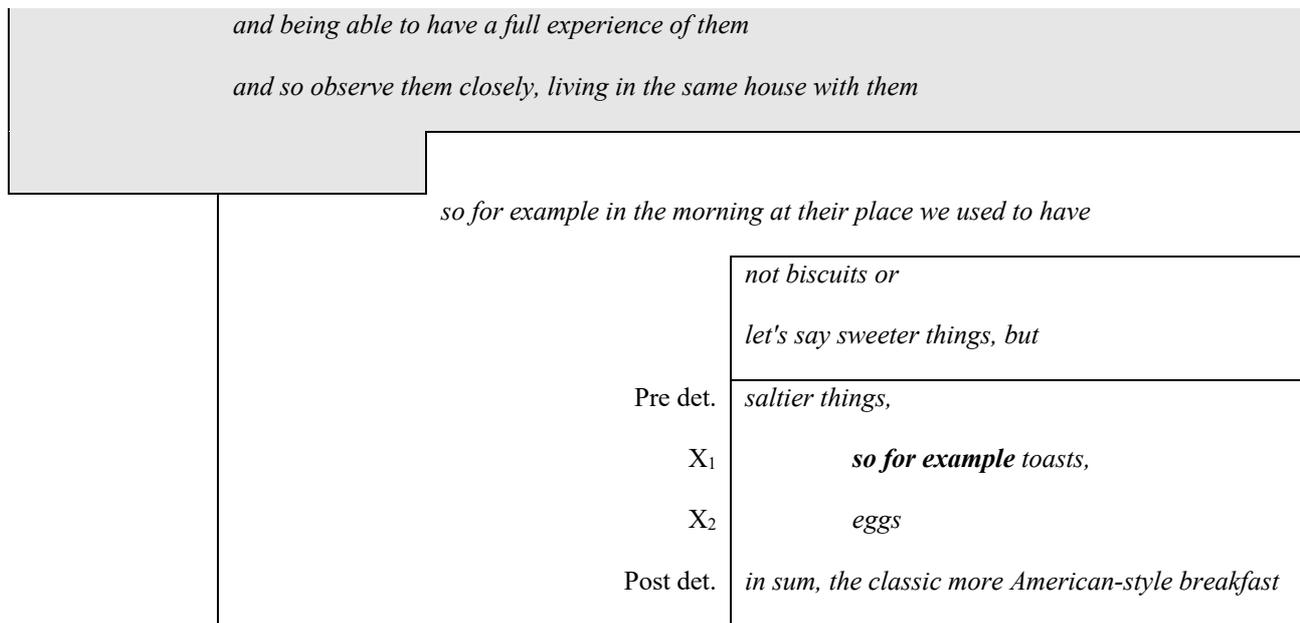 and being able to have a full experience of them
and so observe them closely, living in the same house with them
so for example in the morning at their place we used to have
not biscuits or
let's say sweeter things, but
Pre det. saltier things,
X₁ so for example toasts,
X₂ eggs
Post det. in sum, the classic more American-style breakfast